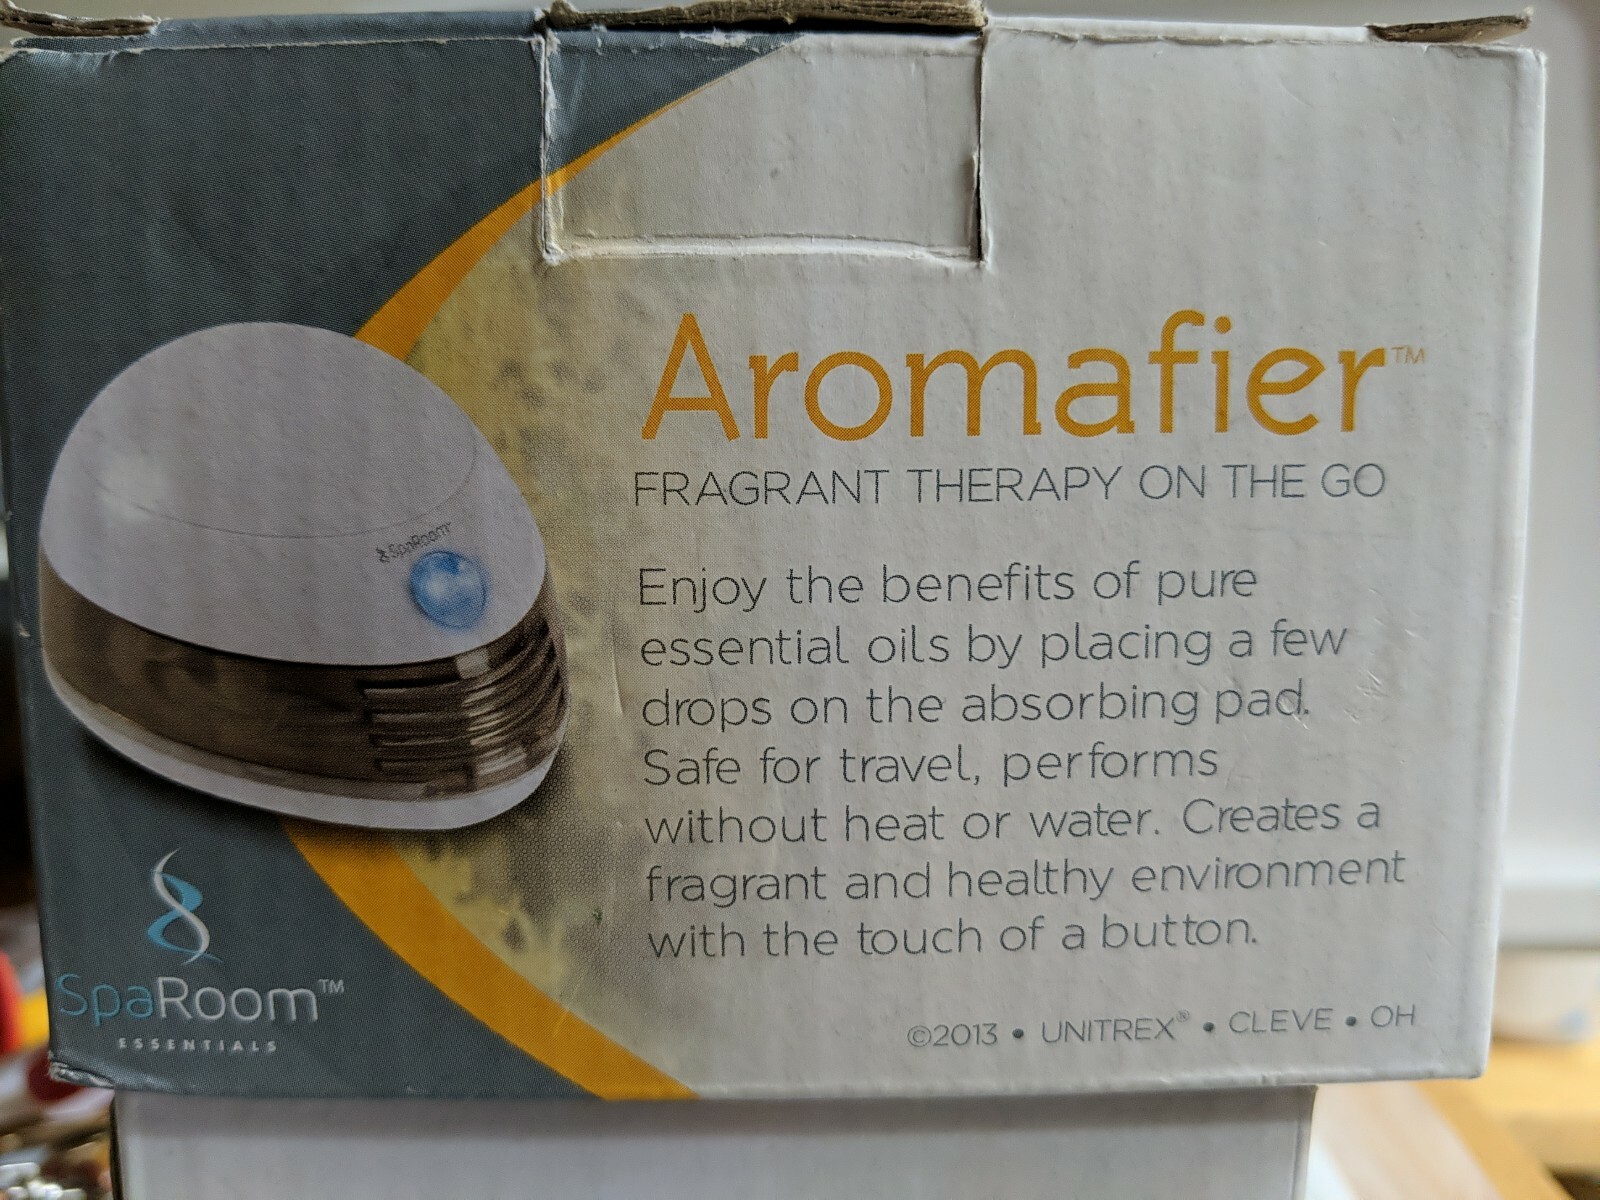 Aromafier™
FRAGRANT THERAPY ON THE GO
Enjoy the benefits of pure
essential oils by placing a few
drops on the absorbing pad.
Safe for travel, performs
without heat or water. Creates a
fragrant and healthy environment
with the touch of a button.
©2013 • UNITREX® • CLEVE • OH
SpaRoom
SpaRoom™
ESSENTIALS